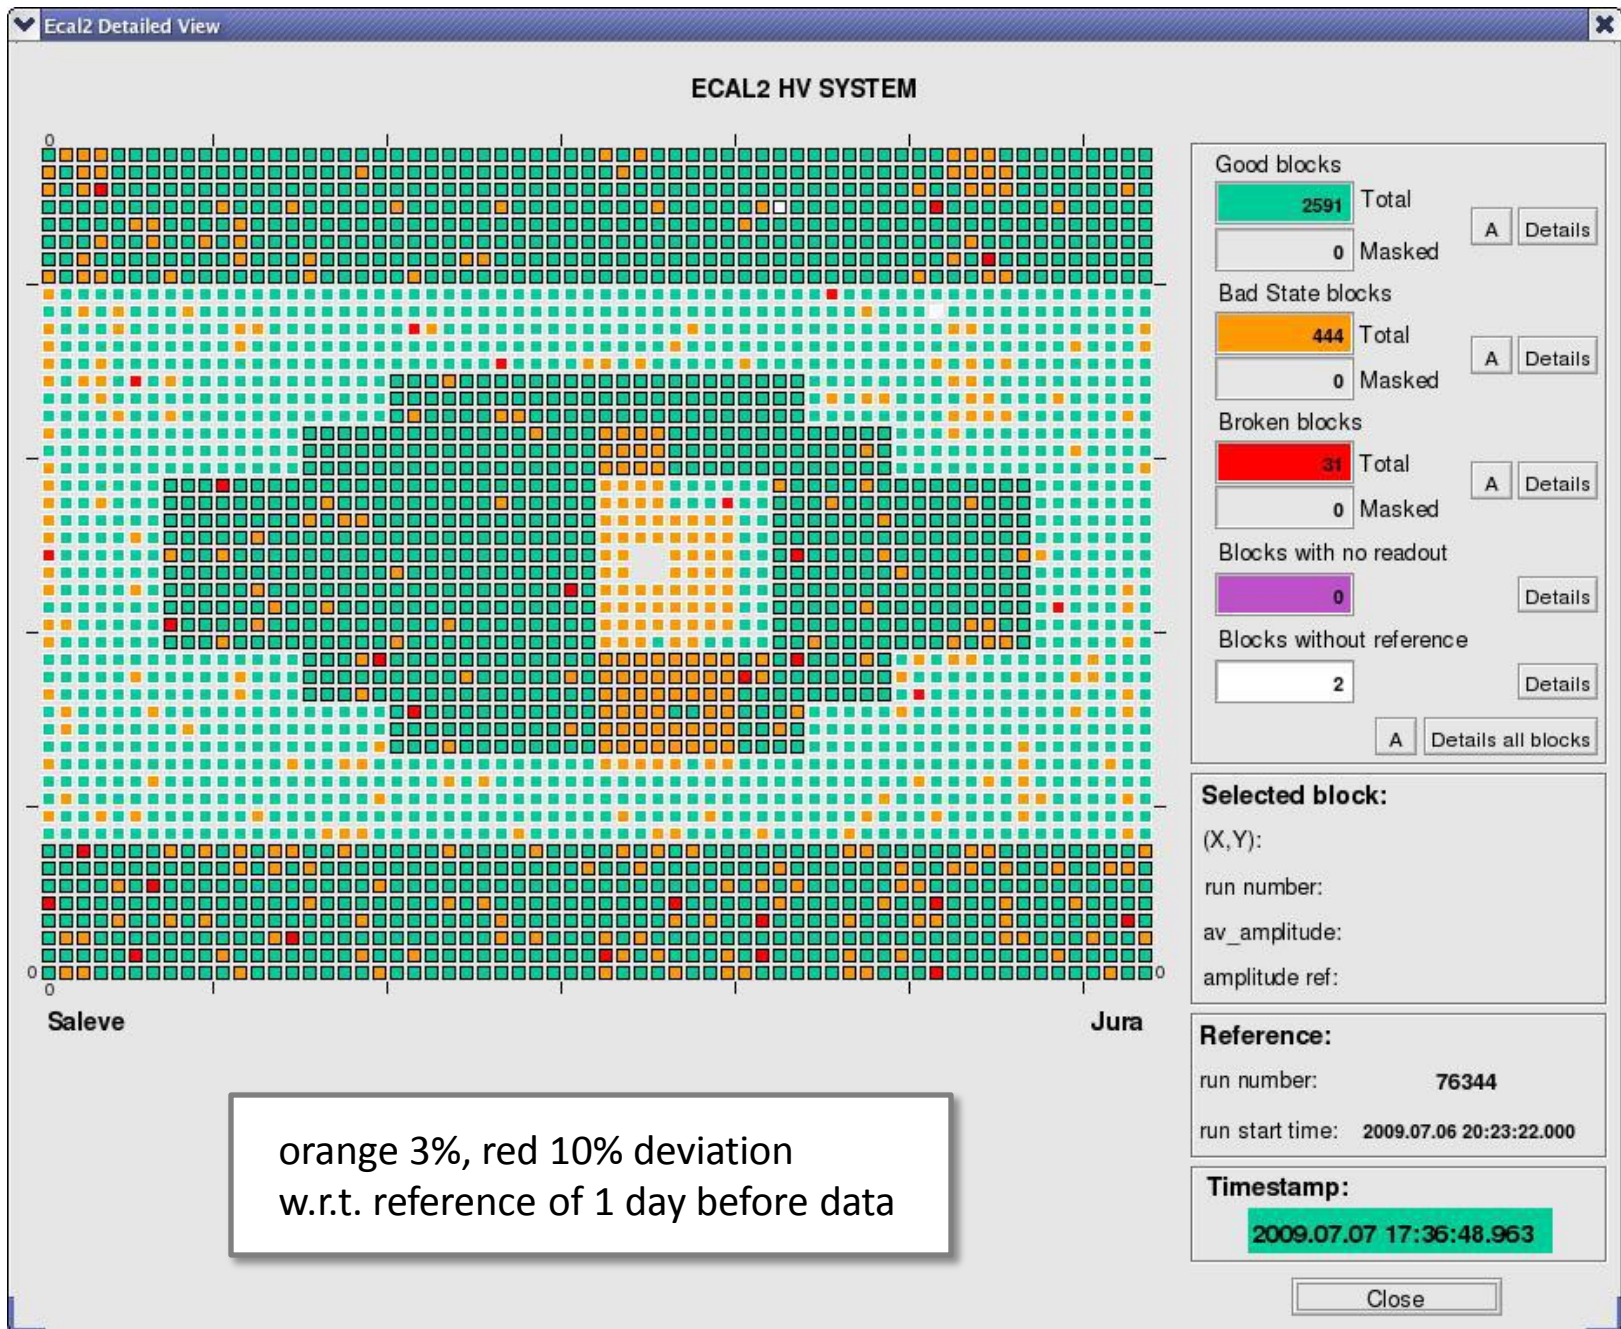 Ecal2 Detailed View
ECAL2 HV SYSTEM
0
0
0
0
Saleve
Jura
Good blocks
2591 Total
A Details
0 Masked
Bad State blocks
444 Total
A Details
0 Masked
Broken blocks
31 Total
A Details
0 Masked
Blocks with no readout
0 Details
Blocks without reference
2 Details
A Details all blocks
Selected block:
(X,Y):
run number:
av_amplitude:
amplitude ref:
Reference:
run number: 76344
run start time: 2009.07.06 20:23:22.000
Timestamp:
2009.07.07 17:36:48.963
Close
orange 3%, red 10% deviation
w.r.t. reference of 1 day before data